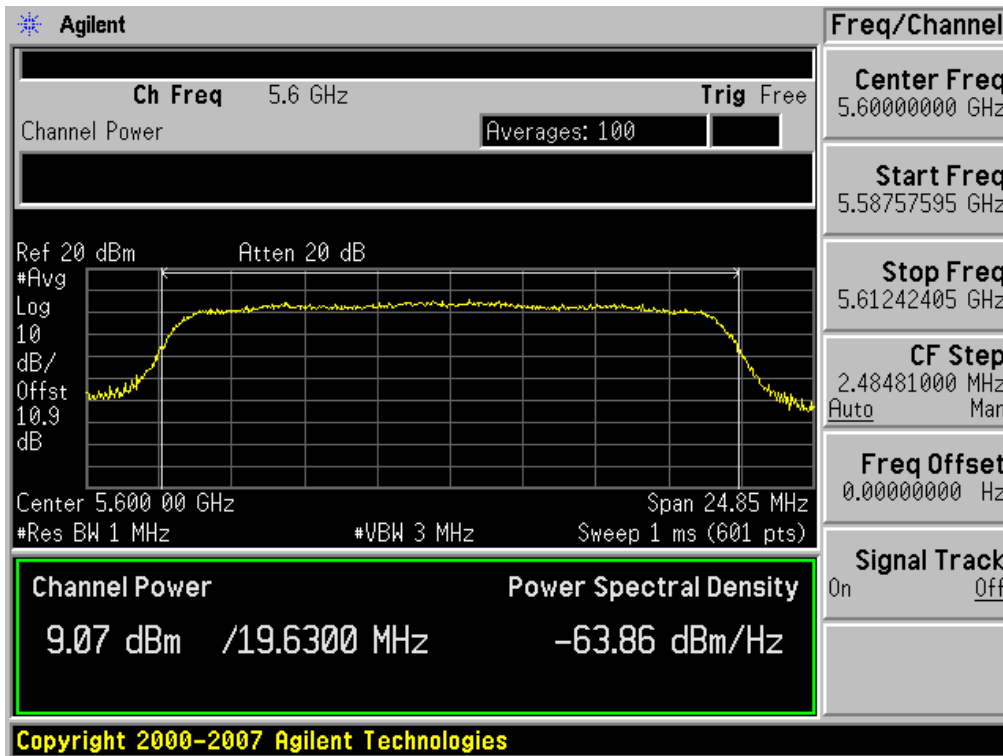 Agilent
Freq/Channel
Ch Freq 5.6 GHz Trig Free
Channel Power Averages: 100
Ref 20 dBm Atten 20 dB
#Avg
Log
10
dB/
Offst
10.9
dB
Center 5.600 00 GHz Span 24.85 MHz
#Res BW 1 MHz #VBW 3 MHz Sweep 1 ms (601 pts)
Channel Power Power Spectral Density
9.07 dBm /19.6300 MHz -63.86 dBm/Hz
Center Freq
5.60000000 GHz
Start Freq
5.58757595 GHz
Stop Freq
5.61242405 GHz
CF Step
2.48481000 MHz
Auto Man
Freq Offset
0.00000000 Hz
Signal Track
On Off
Copyright 2000-2007 Agilent Technologies